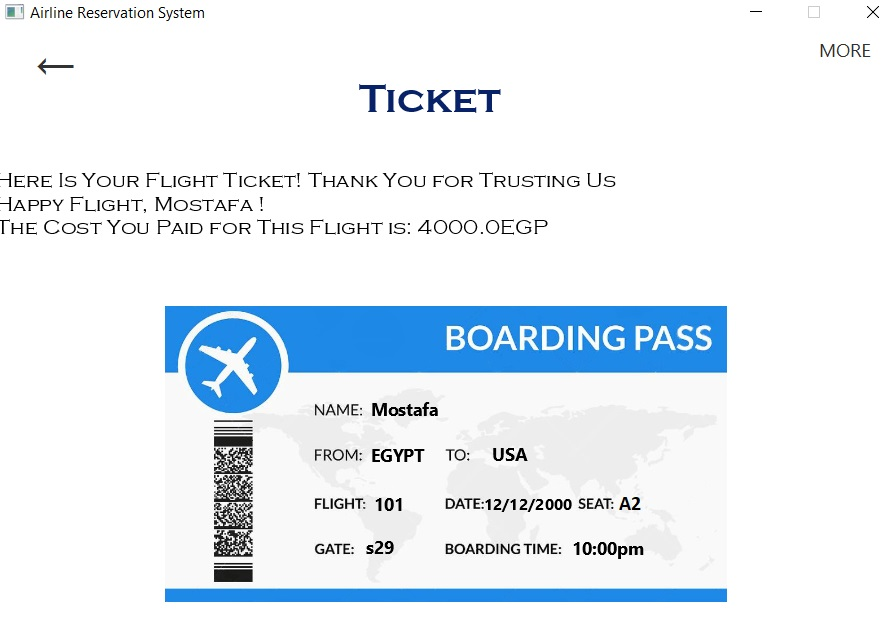 Airline Reservation System
MORE
TICKET
HERE IS YOUR FLIGHT TICKET! THANK YOU FOR TRUSTING US
HAPPY FLIGHT, MOSTAFA !
THE COST YOU PAID FOR THIS FLIGHT IS: 4000.0EGP
BOARDING PASS
NAME: Mostafa
FROM: EGYPT TO: USA
FLIGHT: 101 DATE:12/12/2000 SEAT: A2
GATE: s29 BOARDING TIME: 10:00pm